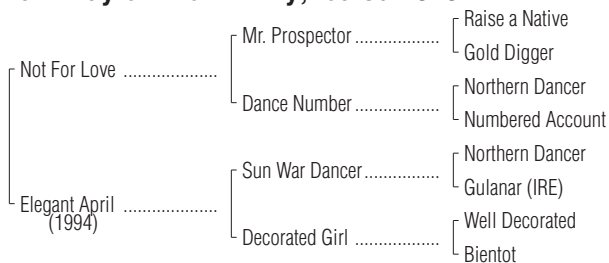 Raise a Native
Mr. Prospector ...................
Gold Digger
Not For Love .....................
Northern Dancer
Dance Number ...................
Numbered Account
Northern Dancer
Sun War Dancer.................
Gulanar (IRE)
Elegant April .....................
(1994)
Well Decorated
Decorated Girl ...................
Bientot